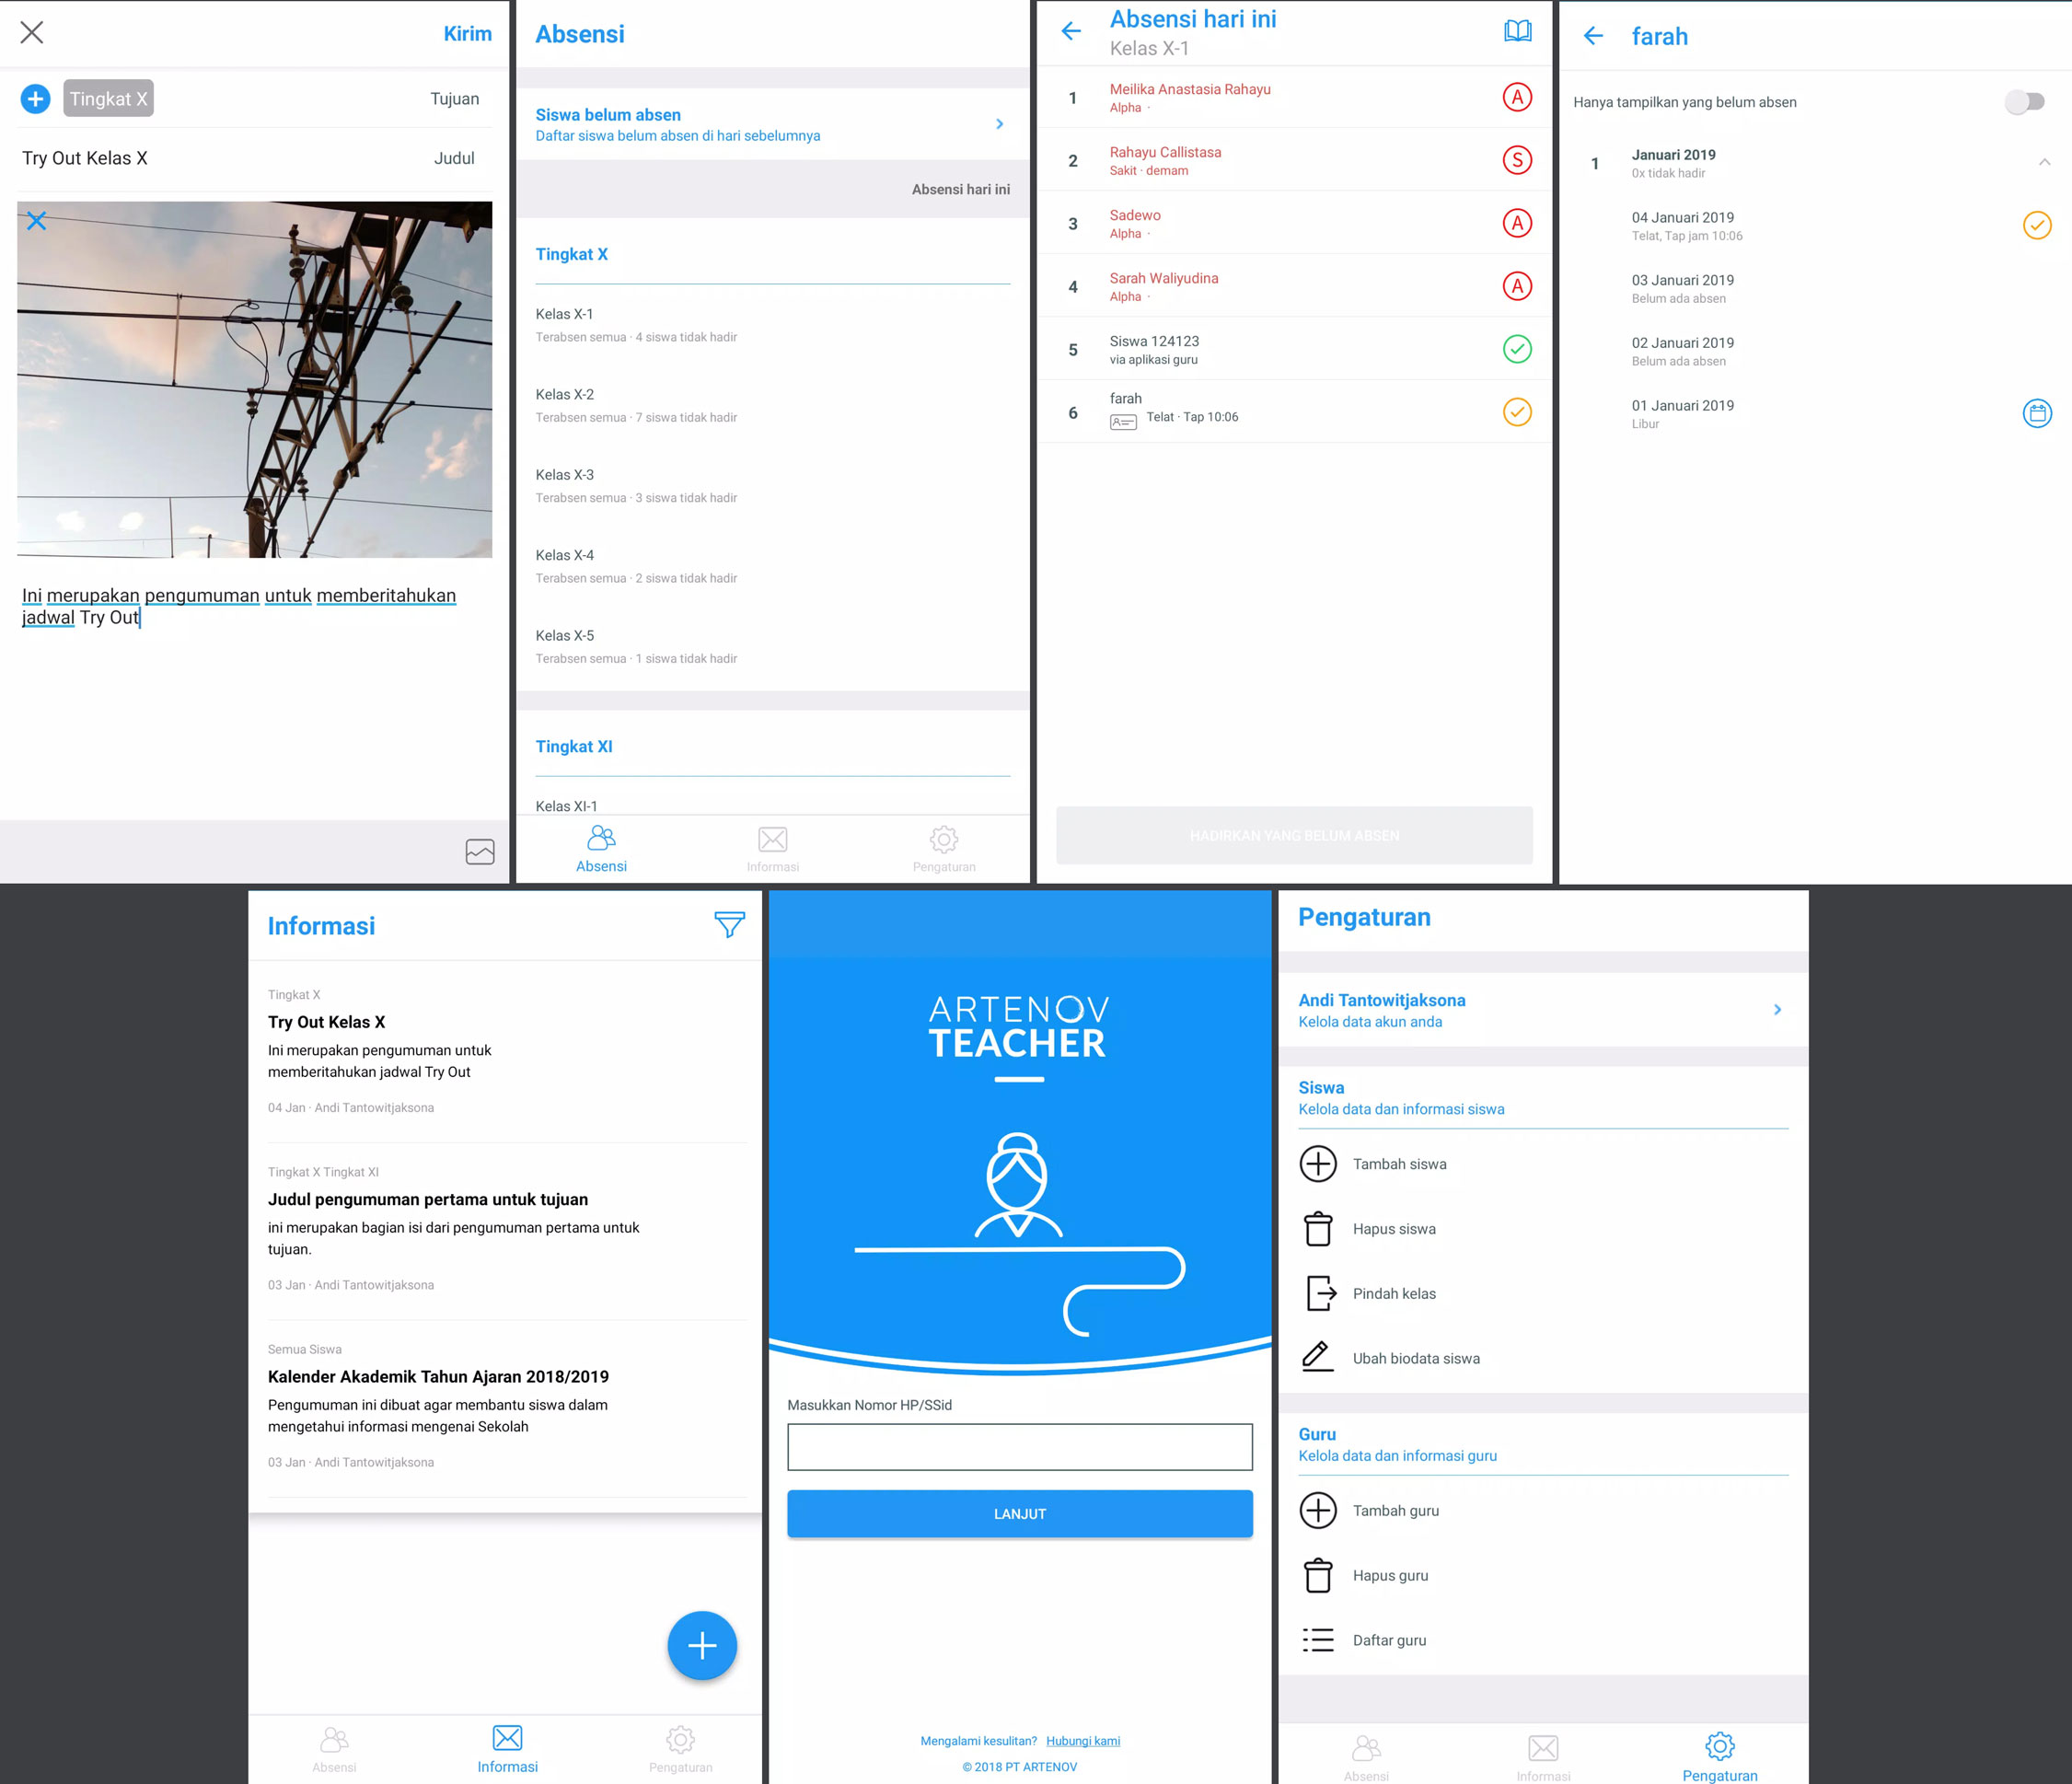 Kirim
Tingkat X
Tujuan
Try Out Kelas X
Judul
Ini merupakan pengumuman untuk memberitahukan
jadwal Try Out
Absensi
Siswa belum absen
Daftar siswa belum absen di hari sebelumnya
Absensi hari ini
Tingkat X
Kelas X-1
Terabsen semua · 4 siswa tidak hadir
Kelas X-2
Terabsen semua · 7 siswa tidak hadir
Kelas X-3
Terabsen semua · 3 siswa tidak hadir
Kelas X-4
Terabsen semua · 2 siswa tidak hadir
Kelas X-5
Terabsen semua · 1 siswa tidak hadir
Tingkat XI
Kelas XI-1
Absensi
Informasi
Pengaturan
Absensi hari ini
Kelas X-1
1
Meilika Anastasia Rahayu
Alpha ·
A
2
Rahayu Callistasa
Sakit · demam
S
3
Sadewo
Alpha ·
A
4
Sarah Waliyudina
Alpha ·
A
5
Siswa 124123
via aplikasi guru
6
farah
Telat · Tap 10:06
HADIRKAN YANG BELUM ABSEN
farah
Hanya tampilkan yang belum absen
1
Januari 2019
0x tidak hadir
04 Januari 2019
Telat, Tap jam 10:06
03 Januari 2019
Belum ada absen
02 Januari 2019
Belum ada absen
01 Januari 2019
Libur
Informasi
Tingkat X
Try Out Kelas X
Ini merupakan pengumuman untuk
memberitahukan jadwal Try Out
04 Jan · Andi Tantowitjaksona
Tingkat X Tingkat XI
Judul pengumuman pertama untuk tujuan
ini merupakan bagian isi dari pengumuman pertama untuk
tujuan.
03 Jan · Andi Tantowitjaksona
Semua Siswa
Kalender Akademik Tahun Ajaran 2018/2019
Pengumuman ini dibuat agar membantu siswa dalam
mengetahui informasi mengenai Sekolah
03 Jan · Andi Tantowitjaksona
Absensi
Informasi
Pengaturan
ARTENOV
TEACHER
Masukkan Nomor HP/SSid
LANJUT
Mengalami kesulitan? Hubungi kami
© 2018 PT ARTENOV
Pengaturan
Andi Tantowitjaksona
Kelola data akun anda
Siswa
Kelola data dan informasi siswa
Tambah siswa
Hapus siswa
Pindah kelas
Ubah biodata siswa
Guru
Kelola data dan informasi guru
Tambah guru
Hapus guru
Daftar guru
Absensi
Informasi
Pengaturan